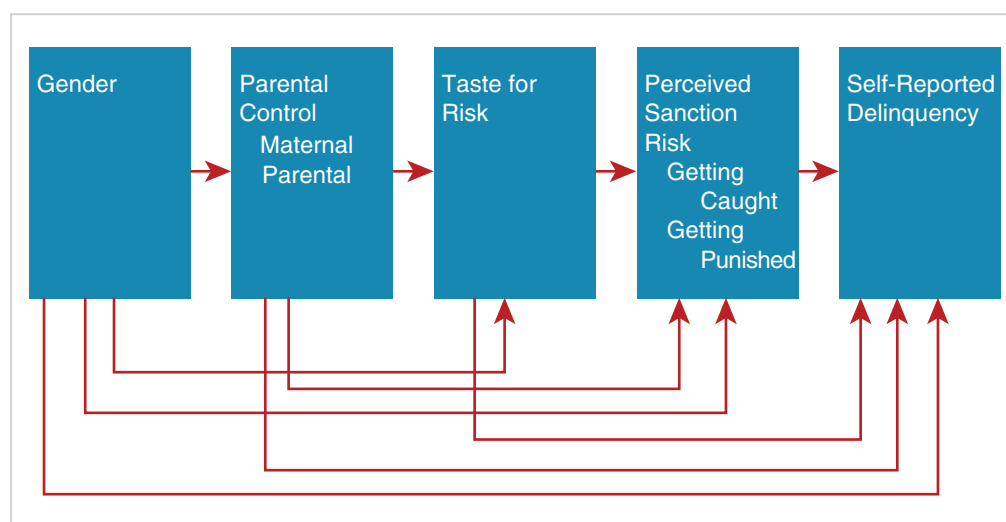 Gender
Parental
Control
Maternal
Parental
Taste for
Risk
Perceived
Sanction
Risk
Getting
Caught
Getting
Punished
Self-Reported
Delinquency